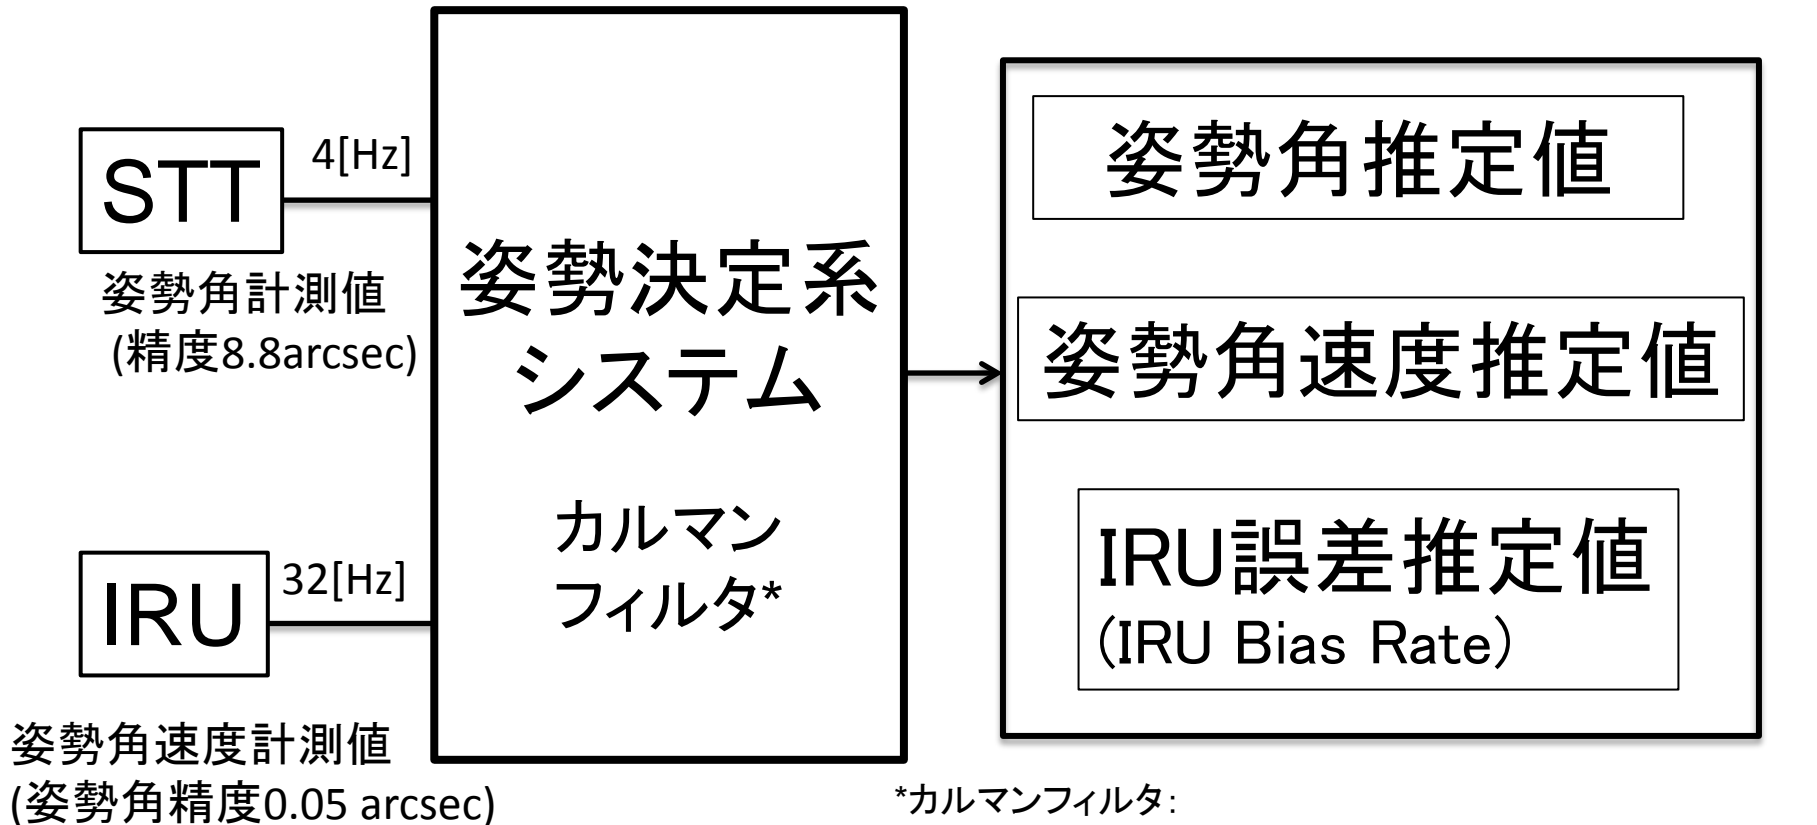 STT
4[Hz]
姿勢角計測値
(精度8.8arcsec)
IRU
32[Hz]
姿勢角速度計測値
(姿勢角精度0.05 arcsec)
姿勢決定系
システム
カルマン
フィルタ*
姿勢角推定値
姿勢角速度推定値
IRU誤差推定値
(IRU Bias Rate)
*カルマンフィルタ: